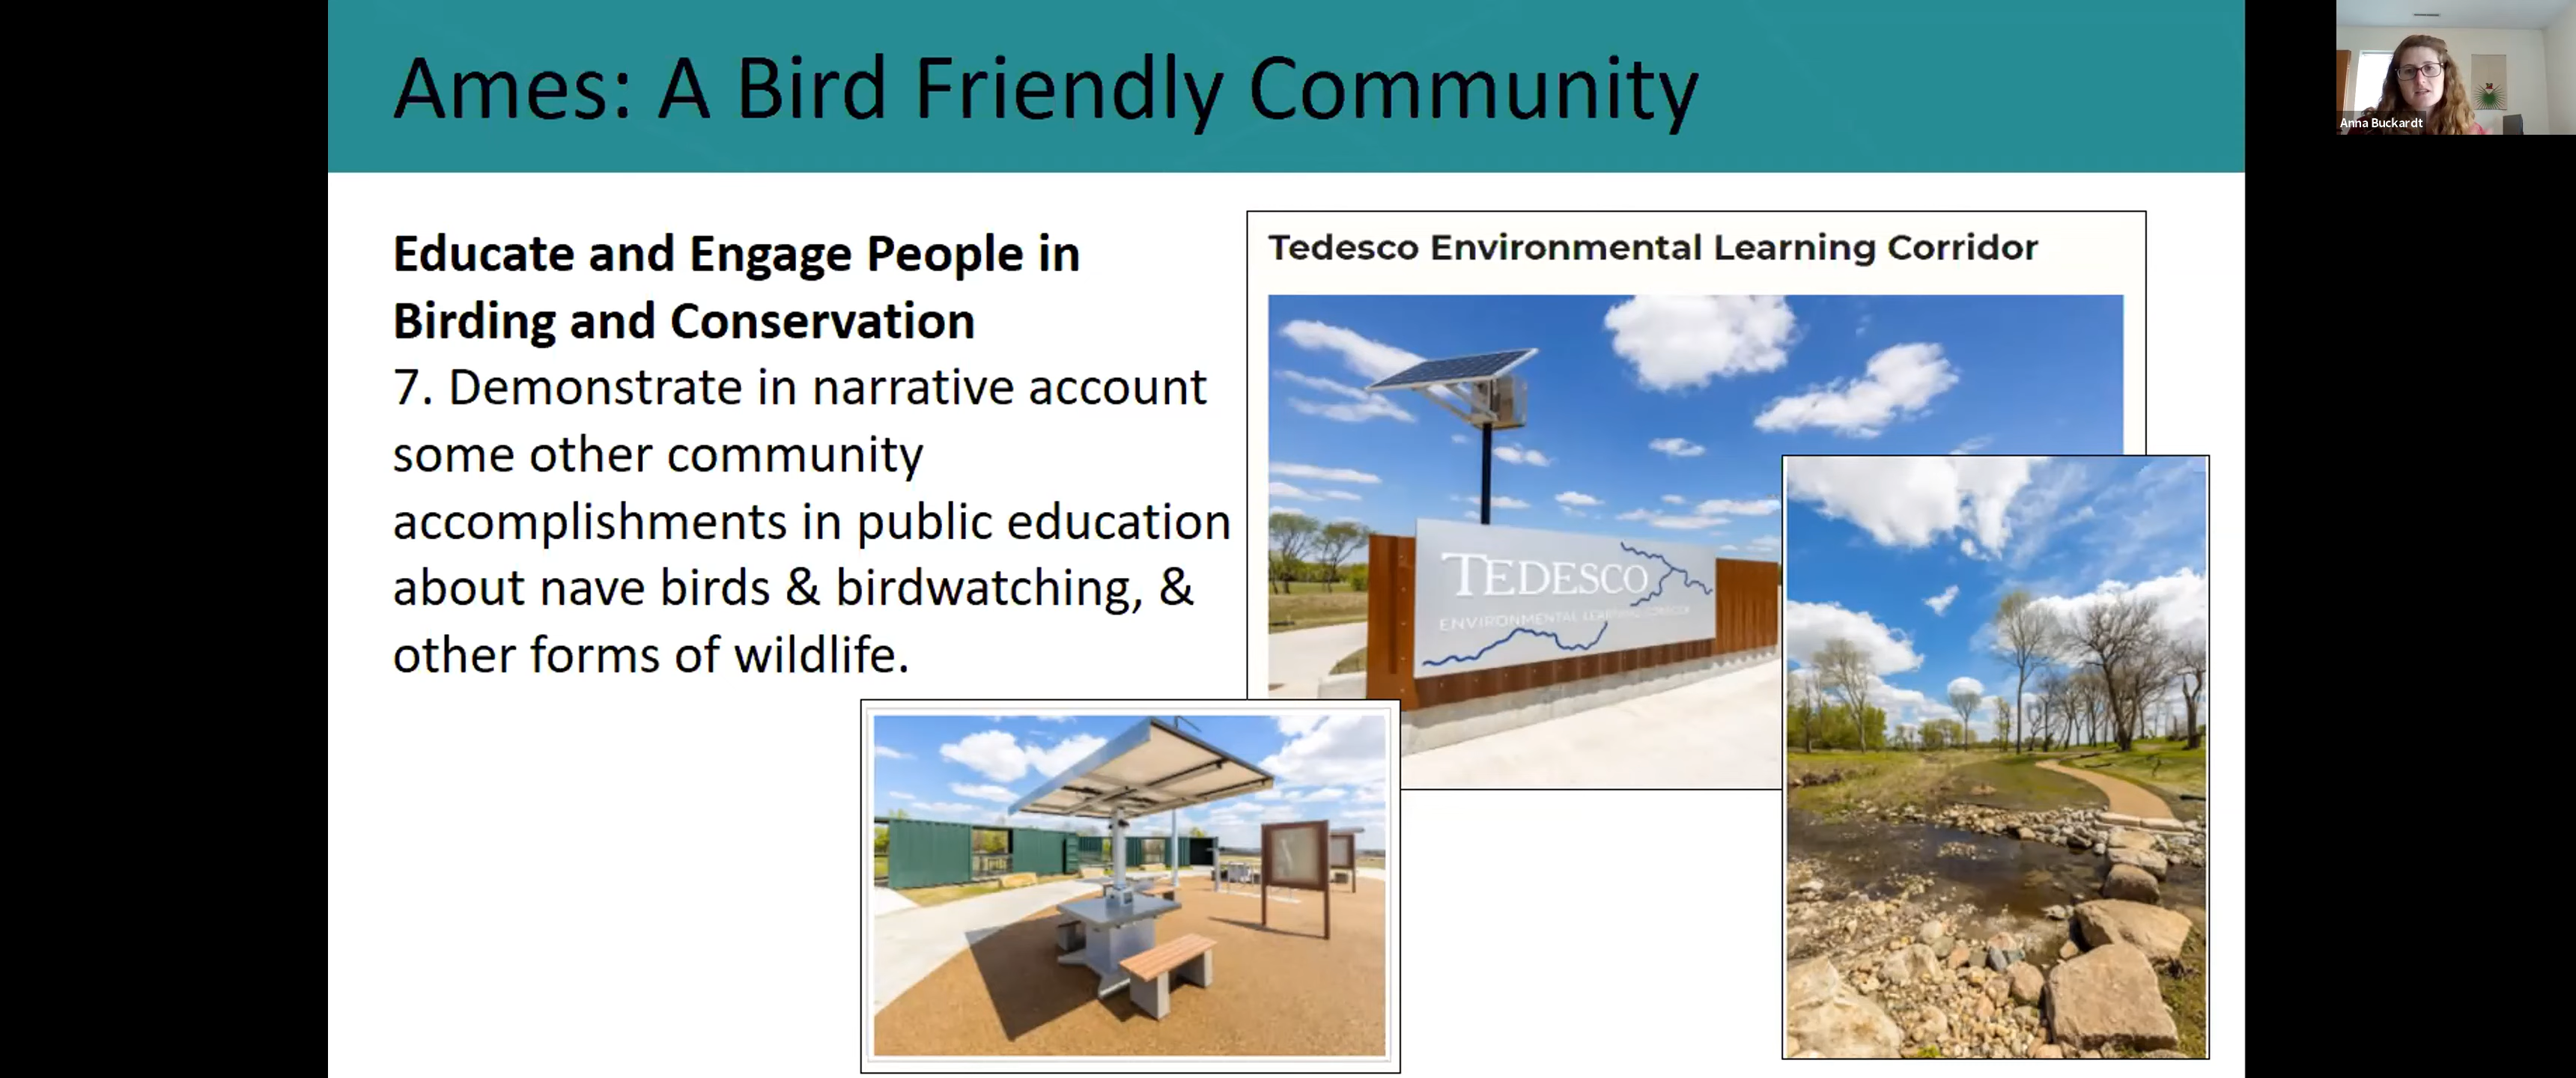 Ames: A Bird Friendly Community
Anna Buckardt
Educate and Engage People in
Birding and Conservation
7. Demonstrate in narrative account
some other community
accomplishments in public education
about nave birds & birdwatching, &
other forms of wildlife.
Tedesco Environmental Learning Corridor
TEDESCO
ENVIRONMENTAL LEARNING CORRIDOR